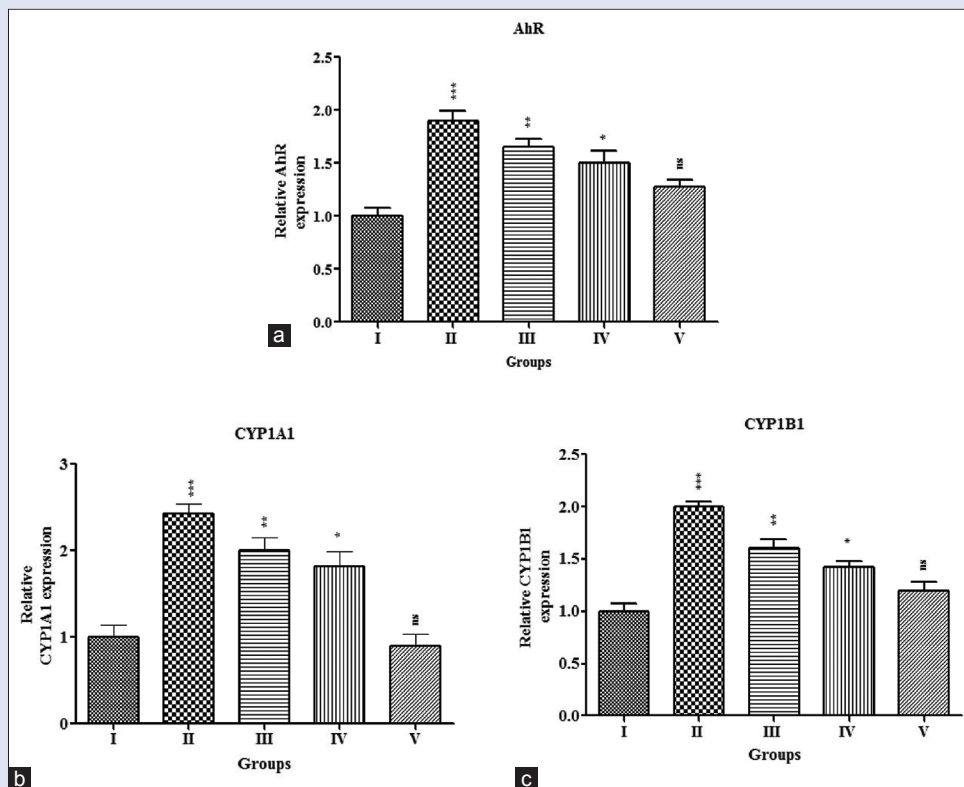 AhR
Relative AhR
expression
2.5
2.0
1.5
1.0
0.5
0.0
***
**
*
ns
I II III IV V
Groups
a
CYP1A1
Relative
CYP1A1 expression
3
2
1
0
***
**
*
ns
I II III IV V
Groups
b
CYP1B1
Relative CYP1B1
expression
2.5
2.0
1.5
1.0
0.5
0.0
***
**
*
ns
I II III IV V
Groups
c